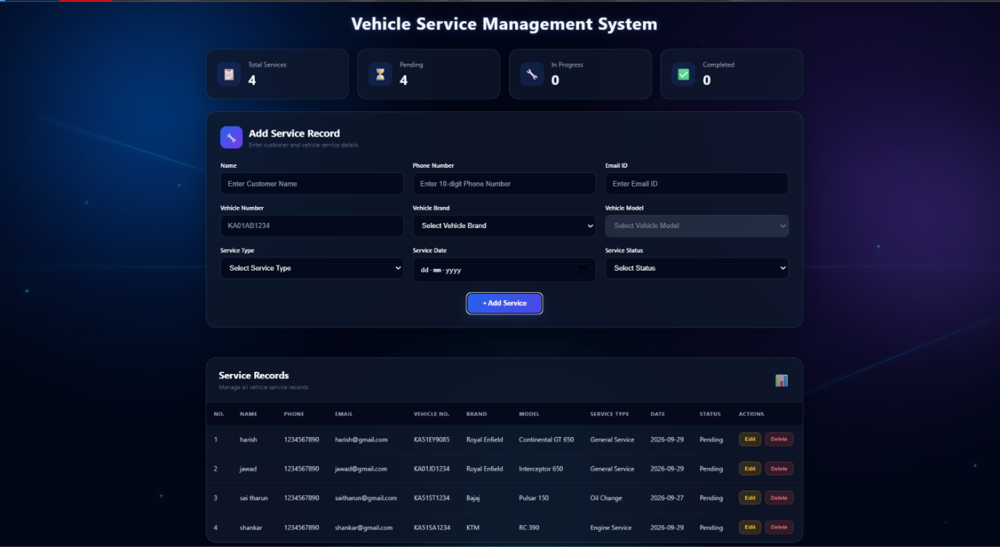 Vehicle Service Management System
Total Services
4
Pending
4
In Progress
0
Completed
0
Add Service Record
Enter customer and vehicle service details
Name Phone Number Email ID
Enter Customer Name Enter 10-digit Phone Number Enter Email ID
Vehicle Number Vehicle Brand Vehicle Model
KA01AB1234 Select Vehicle Brand Select Vehicle Model
Service Type Service Date Service Status
Select Service Type dd-mm-yyyy Select Status
+ Add Service
Service Records
Manage all vehicle service records
NO. NAME PHONE EMAIL VEHICLE NO. BRAND MODEL SERVICE TYPE DATE STATUS ACTIONS
1 harish 1234567890 harish@gmail.com KA51EY9085 Royal Enfield Continental GT 650 General Service 2026-09-29 Pending Edit Delete
2 jawad 1234567890 jawad@gmail.com KA01JD1234 Royal Enfield Interceptor 650 General Service 2026-09-29 Pending Edit Delete
3 sai tharun 1234567890 saitharun@gmail.com KA51ST1234 Bajaj Pulsar 150 Oil Change 2026-09-27 Pending Edit Delete
4 shankar 1234567890 shankar@gmail.com KA51SA1234 KTM RC 390 Engine Service 2026-09-29 Pending Edit Delete